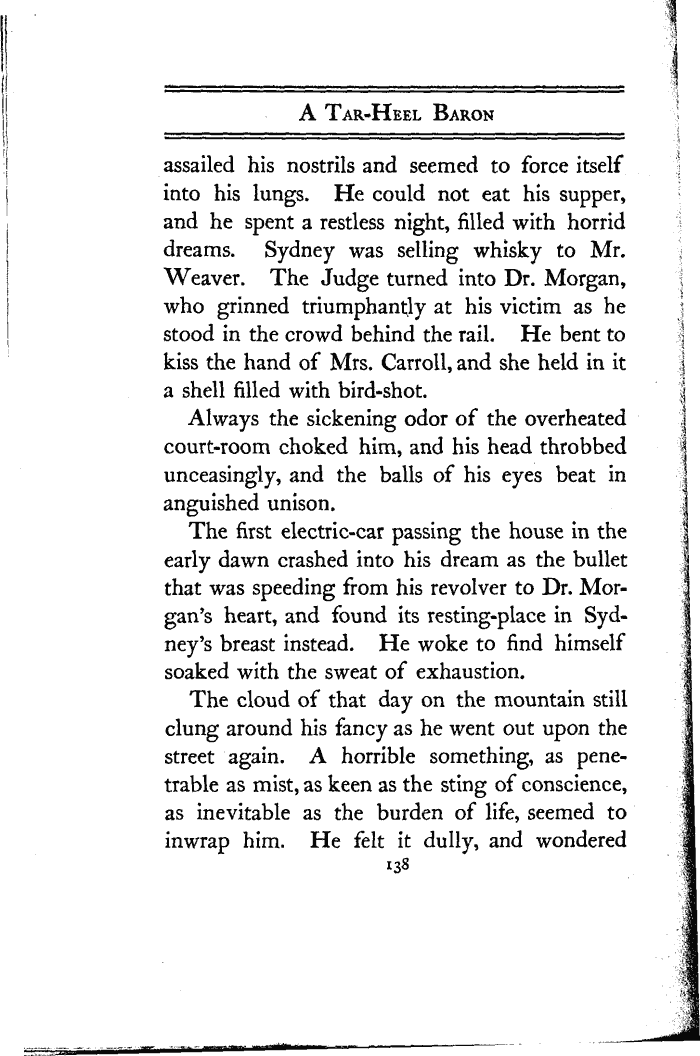 A Tar-Heel Baron
assailed his nostrils and seemed to force itself
into his lungs. He could not eat his supper,
and he spent a restless night, filled with horrid
dreams. Sydney was selling whisky to Mr.
Weaver. The Judge turned into Dr. Morgan,
who grinned triumphantly at his victim as he
stood in the crowd behind the rail. He bent to
kiss the hand of Mrs. Carroll, and she held in it
a shell filled with bird-shot.
Always the sickening odor of the overheated
court-room choked him, and his head throbbed
unceasingly, and the balls of his eyes beat in
anguished unison.
The first electric-car passing the house in the
early dawn crashed into his dream as the bullet
that was speeding from his revolver to Dr. Mor-
gan's heart, and found its resting-place in Syd-
ney's breast instead. He woke to find himself
soaked with the sweat of exhaustion.
The cloud of that day on the mountain still
clung around his fancy as he went out upon the
street again. A horrible something, as pene-
trable as mist, as keen as the sting of conscience,
as inevitable as the burden of life, seemed to
inwrap him. He felt it dully, and wondered
138